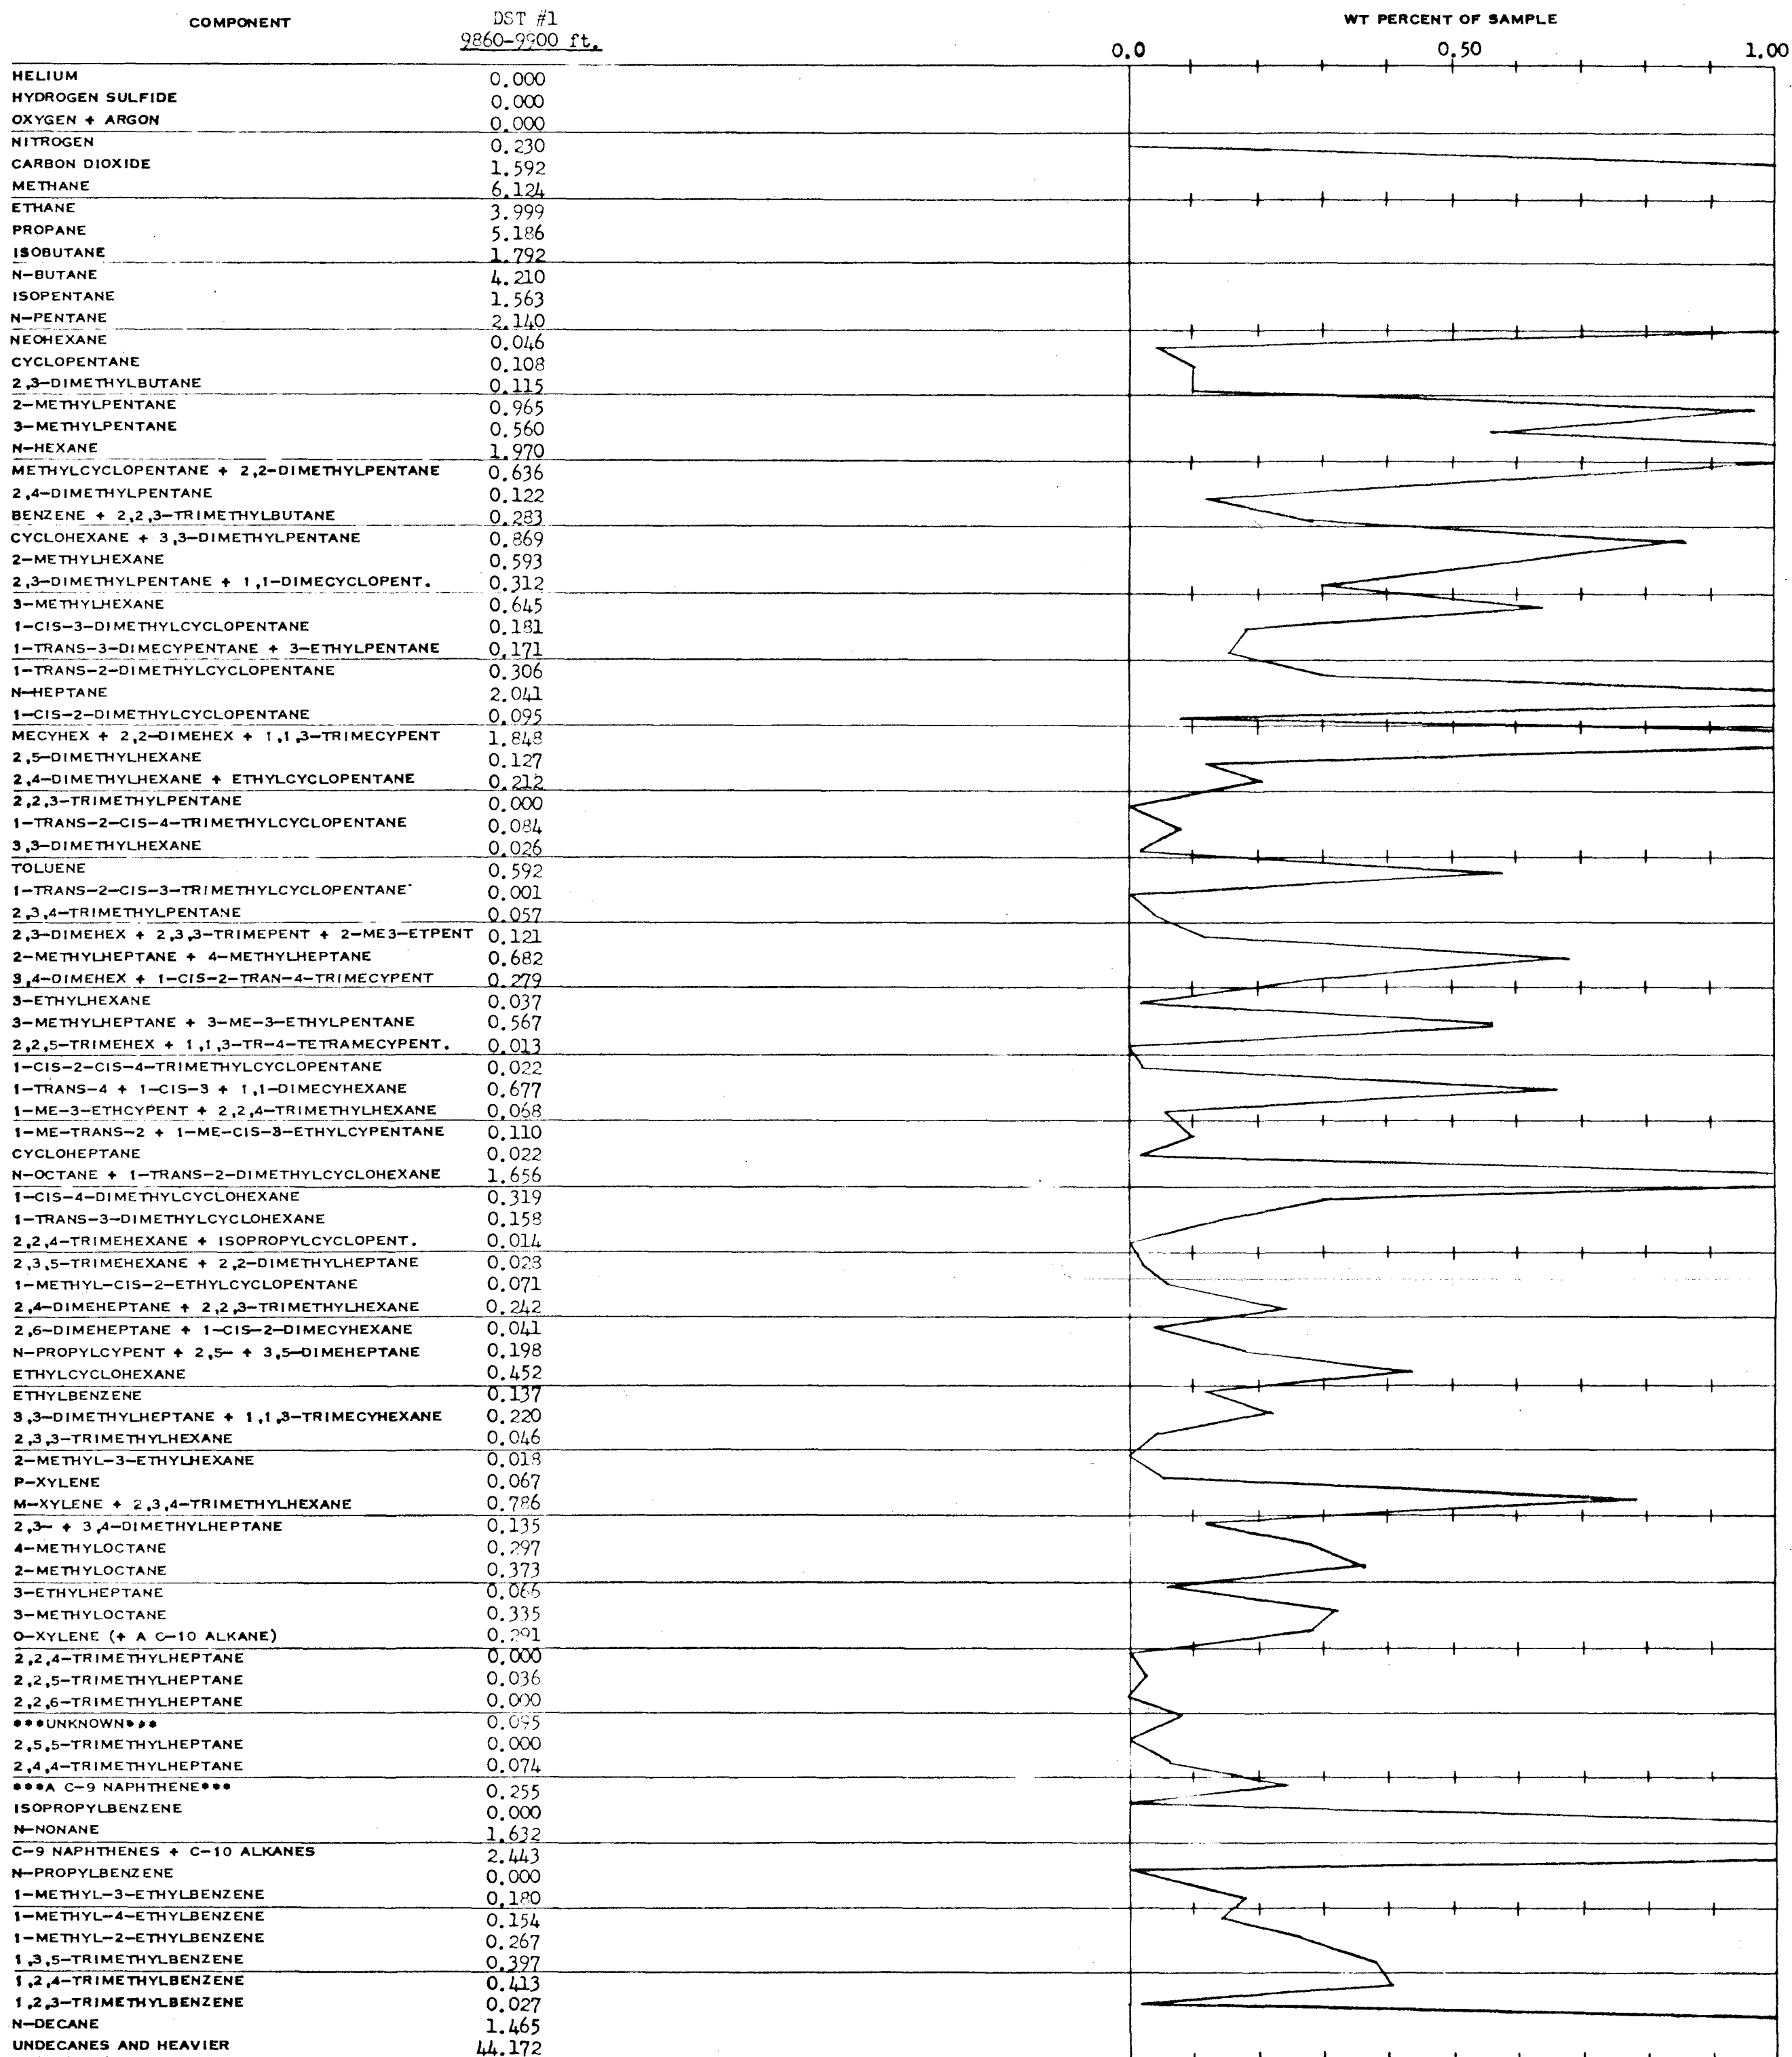 COMPONENT DST #1 WT PERCENT OF SAMPLE
9860-9900 ft.
0.0 0.50 1.00
HELIUM 0.000
HYDROGEN SULFIDE 0.000
OXYGEN + ARGON 0.000
NITROGEN 0.230
CARBON DIOXIDE 1.592
METHANE 6.124
ETHANE 3.999
PROPANE 5.186
ISOBUTANE 1.792
N-BUTANE 4.210
ISOPENTANE 1.563
N-PENTANE 2.140
NEOHEXANE 0.046
CYCLOPENTANE 0.108
2,3-DIMETHYLBUTANE 0.115
2-METHYLPENTANE 0.965
3-METHYLPENTANE 0.560
N-HEXANE 1.970
METHYLCYCLOPENTANE + 2,2-DIMETHYLPENTANE 0.636
2,4-DIMETHYLPENTANE 0.122
BENZENE + 2,2,3-TRIMETHYLBUTANE 0.283
CYCLOHEXANE + 3,3-DIMETHYLPENTANE 0.869
2-METHYLHEXANE 0.593
2,3-DIMETHYLPENTANE + 1,1-DIMECYCLOPENT. 0.312
3-METHYLHEXANE 0.645
1-CIS-3-DIMETHYLCYCLOPENTANE 0.181
1-TRANS-3-DIMECYPENTANE + 3-ETHYLPENTANE 0.171
1-TRANS-2-DIMETHYLCYCLOPENTANE 0.306
N-HEPTANE 2.041
1-CIS-2-DIMETHYLCYCLOPENTANE 0.095
MECYHEX + 2,2-DIMEHEX + 1,1,3-TRIMECYPENT 1.848
2,5-DIMETHYLHEXANE 0.127
2,4-DIMETHYLHEXANE + ETHYLCYCLOPENTANE 0.212
2,2,3-TRIMETHYLPENTANE 0.000
1-TRANS-2-CIS-4-TRIMETHYLCYCLOPENTANE 0.084
3,3-DIMETHYLHEXANE 0.026
TOLUENE 0.592
1-TRANS-2-CIS-3-TRIMETHYLCYCLOPENTANE 0.001
2,3,4-TRIMETHYLPENTANE 0.057
2,3-DIMEHEX + 2,3,3-TRIMEPENT + 2-ME3-ETPENT 0.121
2-METHYLHEPTANE + 4-METHYLHEPTANE 0.682
3,4-DIMEHEX + 1-CIS-2-TRAN-4-TRIMECYPENT 0.279
3-ETHYLHEXANE 0.037
3-METHYLHEPTANE + 3-ME-3-ETHYLPENTANE 0.567
2,2,5-TRIMEHEX + 1,1,3-TR-4-TETRAMECYPENT. 0.013
1-CIS-2-CIS-4-TRIMETHYLCYCLOPENTANE 0.022
1-TRANS-4 + 1-CIS-3 + 1,1-DIMECYHEXANE 0.677
1-ME-3-ETHCYPENT + 2,2,4-TRIMETHYLHEXANE 0.068
1-ME-TRANS-2 + 1-ME-CIS-3-ETHYLCYPENTANE 0.110
CYCLOHEPTANE 0.022
N-OCTANE + 1-TRANS-2-DIMETHYLCYCLOHEXANE 1.656
1-CIS-4-DIMETHYLCYCLOHEXANE 0.319
1-TRANS-3-DIMETHYLCYCLOHEXANE 0.158
2,2,4-TRIMEHEXANE + ISOPROPYLCYCLOPENT. 0.014
2,3,5-TRIMEHEXANE + 2,2-DIMETHYLHEPTANE 0.028
1-METHYL-CIS-2-ETHYLCYCLOPENTANE 0.071
2,4-DIMEHEPTANE + 2,2,3-TRIMETHYLHEXANE 0.242
2,6-DIMEHEPTANE + 1-CIS-2-DIMECYHEXANE 0.041
N-PROPYLCYPENT + 2,5- + 3,5-DIMEHEPTANE 0.198
ETHYLCYCLOHEXANE 0.452
ETHYLBENZENE 0.137
3,3-DIMETHYLHEPTANE + 1,1,3-TRIMECYHEXANE 0.220
2,3,3-TRIMETHYLHEXANE 0.046
2-METHYL-3-ETHYLHEXANE 0.018
P-XYLENE 0.067
M-XYLENE + 2,3,4-TRIMETHYLHEXANE 0.786
2,3- + 3,4-DIMETHYLHEPTANE 0.135
4-METHYLOCTANE 0.297
2-METHYLOCTANE 0.373
3-ETHYLHEPTANE 0.066
3-METHYLOCTANE 0.335
O-XYLENE (+ A C-10 ALKANE) 0.291
2,2,4-TRIMETHYLHEPTANE 0.000
2,2,5-TRIMETHYLHEPTANE 0.036
2,2,6-TRIMETHYLHEPTANE 0.000
***UNKNOWN*** 0.095
2,5,5-TRIMETHYLHEPTANE 0.000
2,4,4-TRIMETHYLHEPTANE 0.074
***A C-9 NAPHTHENE*** 0.255
ISOPROPYLBENZENE 0.000
N-NONANE 1.632
C-9 NAPHTHENES + C-10 ALKANES 2.443
N-PROPYLBENZENE 0.000
1-METHYL-3-ETHYLBENZENE 0.180
1-METHYL-4-ETHYLBENZENE 0.154
1-METHYL-2-ETHYLBENZENE 0.267
1,3,5-TRIMETHYLBENZENE 0.397
1,2,4-TRIMETHYLBENZENE 0.413
1,2,3-TRIMETHYLBENZENE 0.027
N-DECANE 1.465
UNDECANES AND HEAVIER 44.172